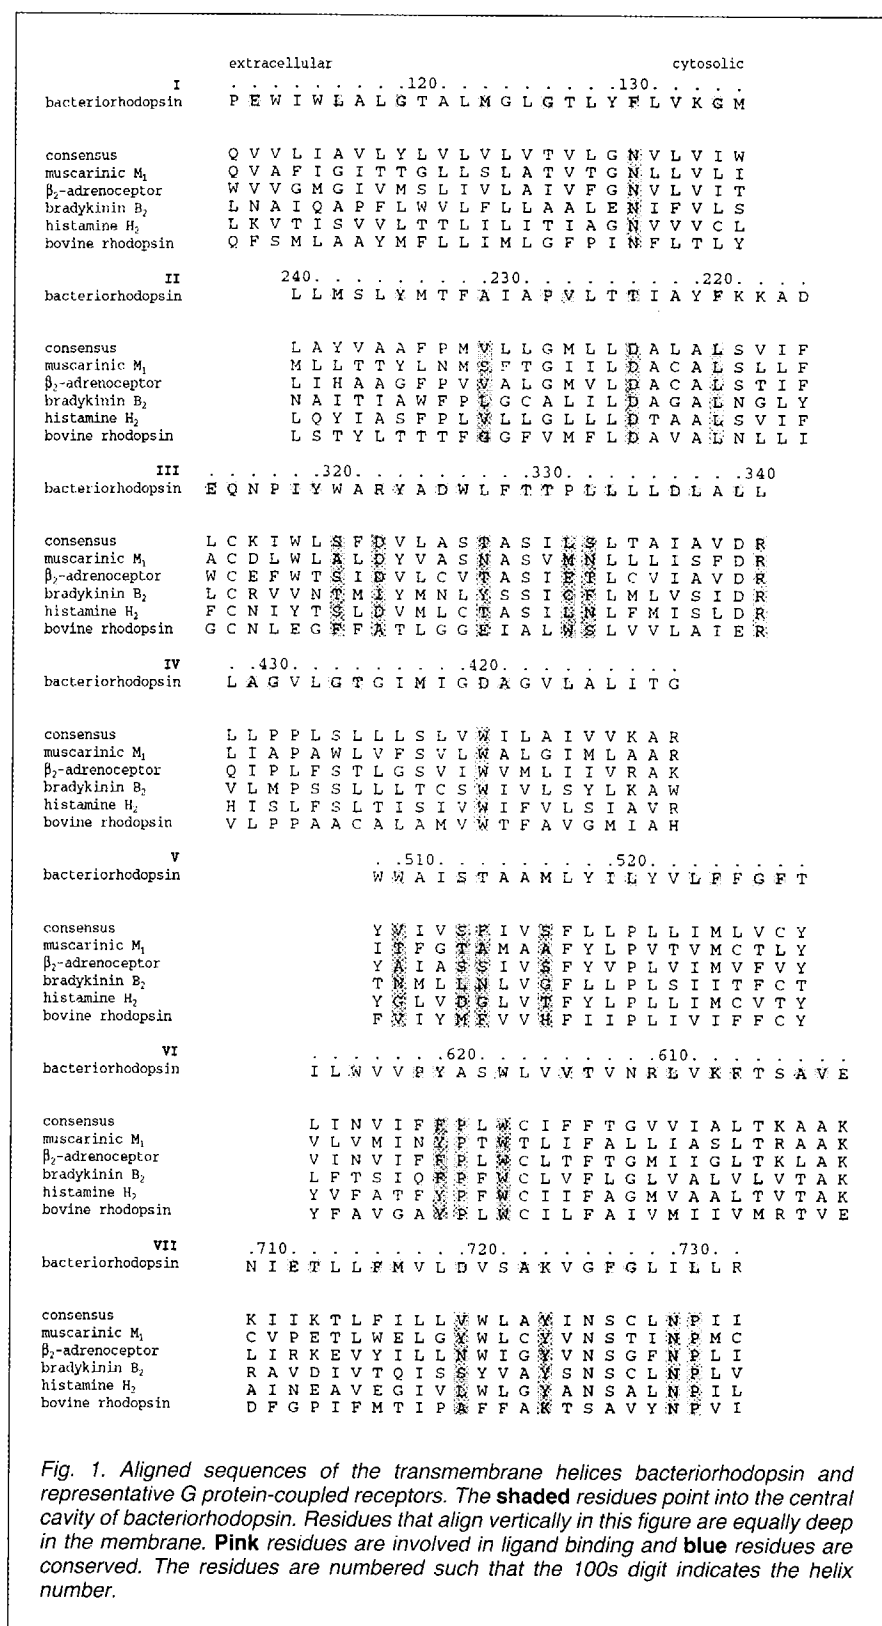 extracellular cytosolic
I . . . . . . . . .120. . . . . . . . .130. . . . .
bacteriorhodopsin P E W I W L A L G T A L M G L G T L Y F L V K G M
consensus Q V V L I A V L Y L V L V L V T V L G N V L V I W
muscarinic M₁ Q V A F I G I T T G L L S L A T V T G N L L V L I
β₂-adrenoceptor W V V G M G I V M S L I V L A I V F G N V L V I T
bradykinin B₂ L N A I Q A P F L W V L F L L A A L E N I F V L S
histamine H₂ L K V T I S V V L T T L I L I T I A G N V V V C L
bovine rhodopsin Q F S M L A A Y M F L L I M L G F P I N F L T L Y
II 240. . . . . . . . .230. . . . . . . . .220. . . .
bacteriorhodopsin L L M S L Y M T F A I A P V L T T I A Y F K K A D
consensus L A Y V A A F P M V L L G M L L D A L A L S V I F
muscarinic M₁ M L L T T Y L N M S F T G I I L D A C A L S L L F
β₂-adrenoceptor L I H A A G F P V V A L G M V L D A C A L S T I F
bradykinin B₂ N A I T I A W F P L G C A L I L D A G A L N G L Y
histamine H₂ L Q Y I A S F P L V L L G L L L D T A A L S V I F
bovine rhodopsin L S T Y L T T T F G G F V M F L D A V A L N L L I
III . . . . . .320. . . . . . . . .330. . . . . . . . .340
bacteriorhodopsin E Q N P I Y W A R Y A D W L F T T P L L L L D L A L L
consensus L C K I W L S F D V L A S T A S I L S L T A I A V D R
muscarinic M₁ A C D L W L A L D Y V A S N A S V M N L L L I S F D R
β₂-adrenoceptor W C E F W T S I D V L C V T A S I E T L C V I A V D R
bradykinin B₂ L C R V V N T M I Y M N L Y S S I C F L M L V S I D R
histamine H₂ F C N I Y T S L D V M L C T A S I L N L F M I S L D R
bovine rhodopsin G C N L E G F F A T L G G E I A L W S L V V L A I E R
IV . .430. . . . . . . . .420. . . . . . . . .
bacteriorhodopsin L A G V L G T G I M I G D A G V L A L I T G
consensus L L P P L S L L L S L V W I L A I V V K A R
muscarinic M₁ L I A P A W L V F S V L W A L G I M L A A R
β₂-adrenoceptor Q I P L F S T L G S V I W V M L I I V R A K
bradykinin B₂ V L M P S S L L L T C S W I V L S Y L K A W
histamine H₂ H I S L F S L T I S I V W I F V L S I A V R
bovine rhodopsin V L P P A A C A L A M V W T F A V G M I A H
V . .510. . . . . . . . .520. . . . . . . .
bacteriorhodopsin W W A I S T A A M L Y I L Y V L F F G F T
consensus Y V I V S F I V S F L L P L L I M L V C Y
muscarinic M₁ I T F G T A M A A F Y L P V T V M C T L Y
β₂-adrenoceptor Y A I A S S I V S F Y V P L V I M V F V Y
bradykinin B₂ T N M L L N L V G F L L P L S I I T F C T
histamine H₂ Y G L V D G L V T F Y L P L L I M C V T Y
bovine rhodopsin F V I Y M F V V H F I I P L I V I F F C Y
VI . . . . . . .620. . . . . . . . .610. . . . . . . .
bacteriorhodopsin I L W V V P Y A S W L V V T V N R L V K F T S A V E
consensus L I N V I F F P L W C I F F T G V V I A L T K A A K
muscarinic M₁ V L V M I N Y P T W T L I F A L L I A S L T R A A K
β₂-adrenoceptor V I N V I F F P L W C L T F T G M I I G L T K L A K
bradykinin B₂ L F T S I Q F P F W C L V F L G L V A L V L V T A K
histamine H₂ Y V F A T F Y P F W C I I F A G M V A A L T V T A K
bovine rhodopsin Y F A V G A Y P L W C I L F A I V M I I V M R T V E
VII .710. . . . . . . . .720. . . . . . . . .730. .
bacteriorhodopsin N I E T L L F M V L D V S A K V G F G L I L L R
consensus K I I K T L F I L L V W L A Y I N S C L N P I I
muscarinic M₁ C V P E T L W E L G Y W L C Y V N S T I N P M C
β₂-adrenoceptor L I R K E V Y I L L N W I G Y V N S G F N P L I
bradykinin B₂ R A V D I V T Q I S S Y V A Y S N S C L N P L V
histamine H₂ A I N E A V E G I V L W L G Y A N S A L N P I L
bovine rhodopsin D F G P I F M T I P A F F A K T S A V Y N P V I
Fig. 1. Aligned sequences of the transmembrane helices bacteriorhodopsin and
representative G protein-coupled receptors. The shaded residues point into the central
cavity of bacteriorhodopsin. Residues that align vertically in this figure are equally deep
in the membrane. Pink residues are involved in ligand binding and blue residues are
conserved. The residues are numbered such that the 100s digit indicates the helix
number.